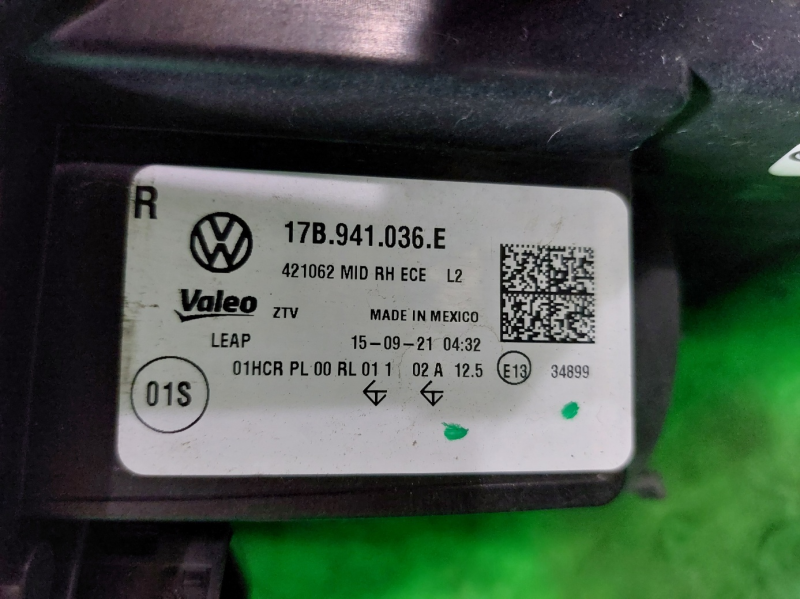 R
17B.941.036.E
421062 MID RH ECE L2
Valeo ZTV MADE IN MEXICO
LEAP 15-09-21 04:32
01HCR PL 00 RL 01 1 02 A 12.5 E13 34899
01S